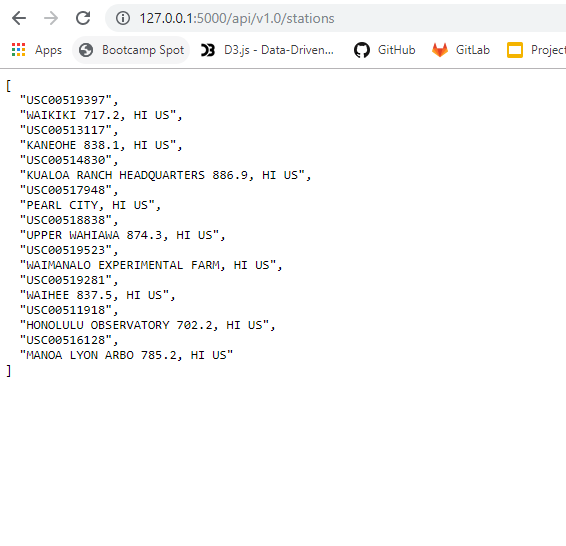 127.0.0.1:5000/api/v1.0/stations
Apps Bootcamp Spot D3.js - Data-Driven... GitHub GitLab Project
[
"USC00519397",
"WAIKIKI 717.2, HI US",
"USC00513117",
"KANEOHE 838.1, HI US",
"USC00514830",
"KUALOA RANCH HEADQUARTERS 886.9, HI US",
"USC00517948",
"PEARL CITY, HI US",
"USC00518838",
"UPPER WAHIAWA 874.3, HI US",
"USC00519523",
"WAIMANALO EXPERIMENTAL FARM, HI US",
"USC00519281",
"WAIHEE 837.5, HI US",
"USC00511918",
"HONOLULU OBSERVATORY 702.2, HI US",
"USC00516128",
"MANOA LYON ARBO 785.2, HI US"
]